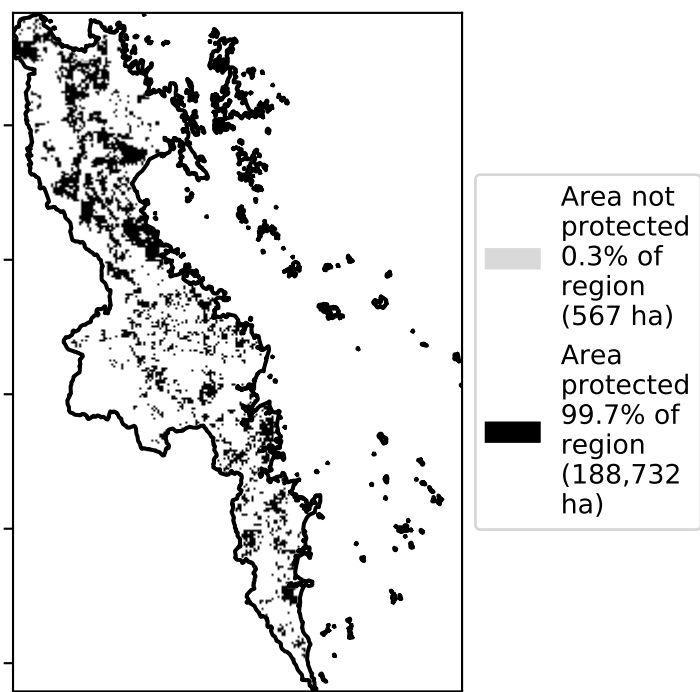 Area not
protected
0.3% of
region
(567 ha)
Area
protected
99.7% of
region
(188,732
ha)